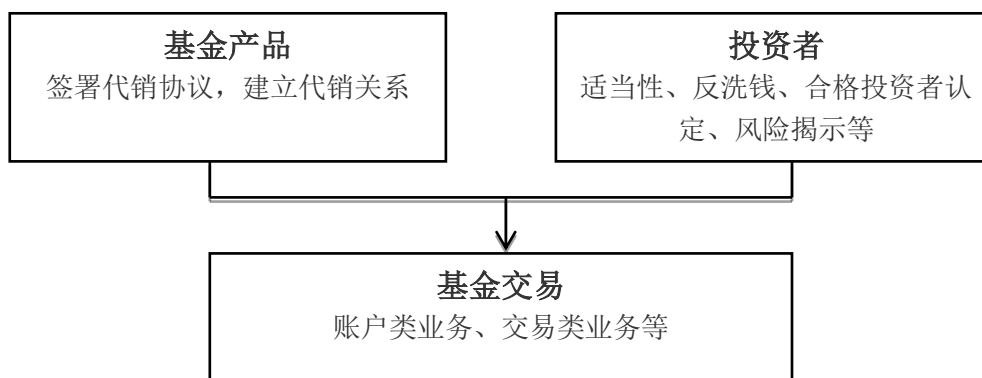 基金产品
签署代销协议，建立代销关系
投资者
适当性、反洗钱、合格投资者认
定、风险揭示等
基金交易
账户类业务、交易类业务等